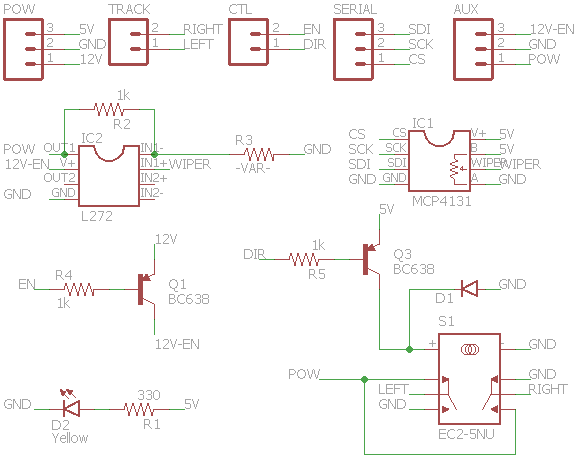 POW TRACK CTL SERIAL AUX
3 5V 2 RIGHT 2 EN 3 SDI 3 12V-EN
2 GND 1 LEFT 1 DIR 2 SCK 2 GND
1 12V 1 CS 1 POW
1k
R2
IC2
POW OUT1 IN1-
12V-EN V+ IN1+ WIPER
OUT2 IN2+
GND GND IN2-
L272
R3
GND
-VAR-
IC1
CS CS V+ 5V
SCK SCK B 5V
SDI SDI WIPER WIPER
GND GND A GND
MCP4131
12V
EN R4
1k
Q1
BC638
12V-EN
5V
DIR 1k
R5
Q3
BC638
D1 GND
S1
+ - GND
POW GND
LEFT RIGHT
GND GND
EC2-5NU
GND 330 5V
D2 R1
Yellow